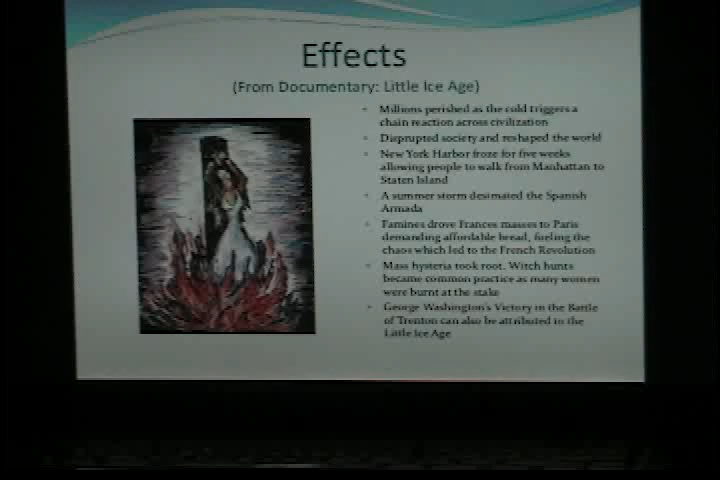 Effects
(From Documentary: Little Ice Age)
• Millions perished as the cold triggers a
chain reaction across civilization
• Disprupted society and reshaped the world
• New York Harbor froze for five weeks
allowing people to walk from Manhattan to
Staten Island
• A summer storm desimated the Spanish
Armada
• Famines drove Frances masses to Paris
demanding affordable bread, fueling the
chaos which led to the French Revolution
• Mass hysteria took root. Witch hunts
became common practice as many women
were burnt at the stake
• George Washington's Victory in the Battle
of Trenton can also be attributed to the
Little Ice Age